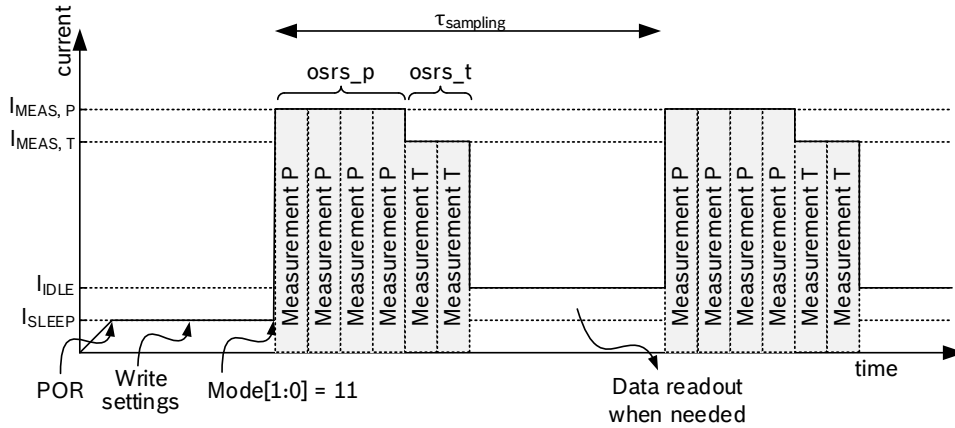 τsampling
current
osrs_p
osrs_t
IMEAS, P
IMEAS, T
IIDLE
ISLEEP
Measurement P
Measurement P
Measurement P
Measurement P
Measurement T
Measurement T
Measurement P
Measurement P
Measurement P
Measurement P
Measurement T
Measurement T
time
POR
Write
settings
Mode[1:0] = 11
Data readout
when needed